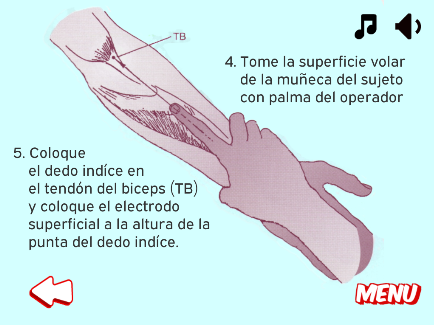 TB
4. Tome la superficie volar
de la muñeca del sujeto
con palma del operador
5. Coloque
el dedo indíce en
el tendón del biceps (TB)
y coloque el electrodo
superficial a la altura de la
punta del dedo indíce.
MENU